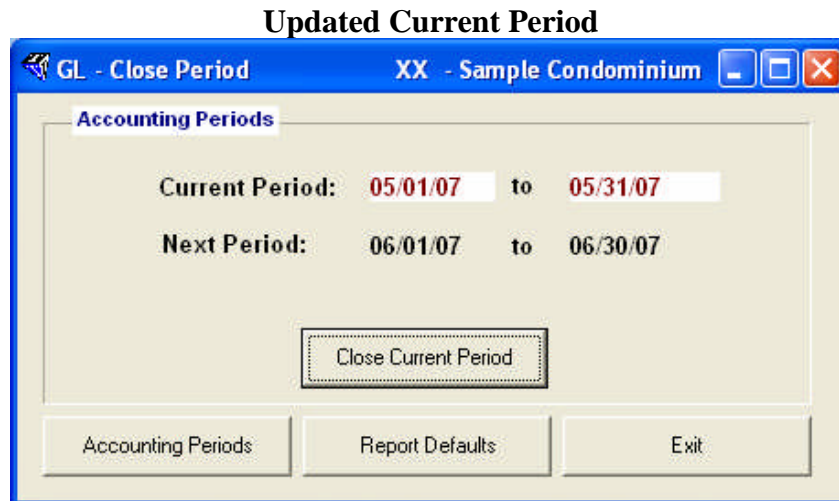 Updated Current Period
GL - Close Period XX - Sample Condominium
Accounting Periods
Current Period: 05/01/07 to 05/31/07
Next Period: 06/01/07 to 06/30/07
Close Current Period
Accounting Periods Report Defaults Exit